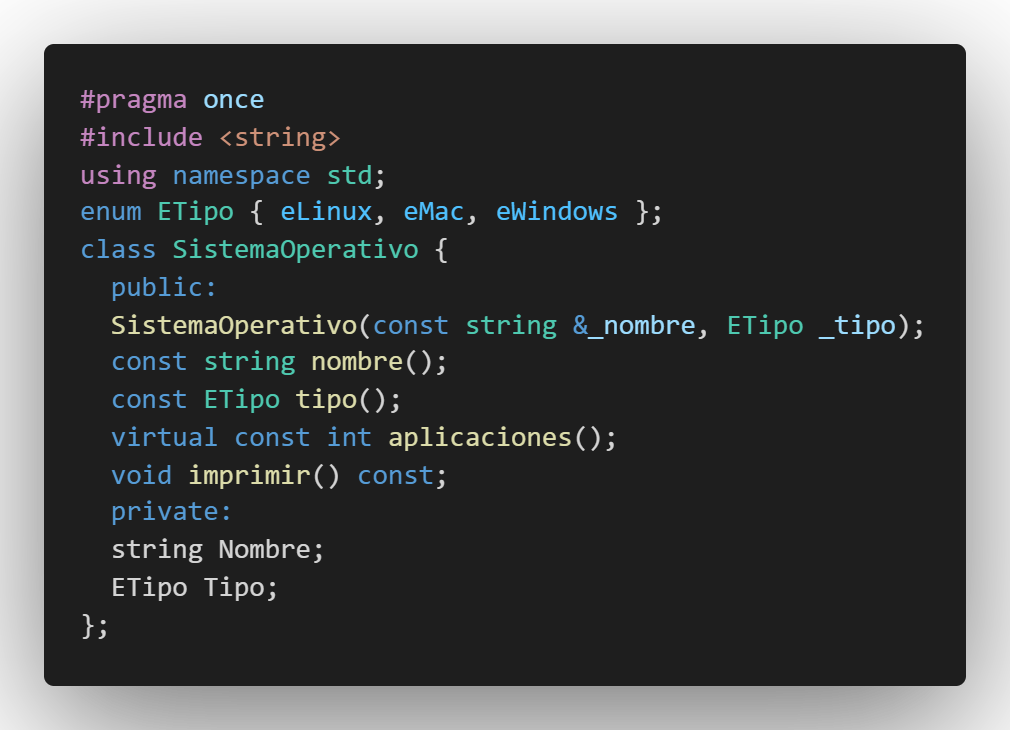 #pragma once
#include <string>
using namespace std;
enum ETipo { eLinux, eMac, eWindows };
class SistemaOperativo {
  public:
  SistemaOperativo(const string &_nombre, ETipo _tipo);
  const string nombre();
  const ETipo tipo();
  virtual const int aplicaciones();
  void imprimir() const;
  private:
  string Nombre;
  ETipo Tipo;
};